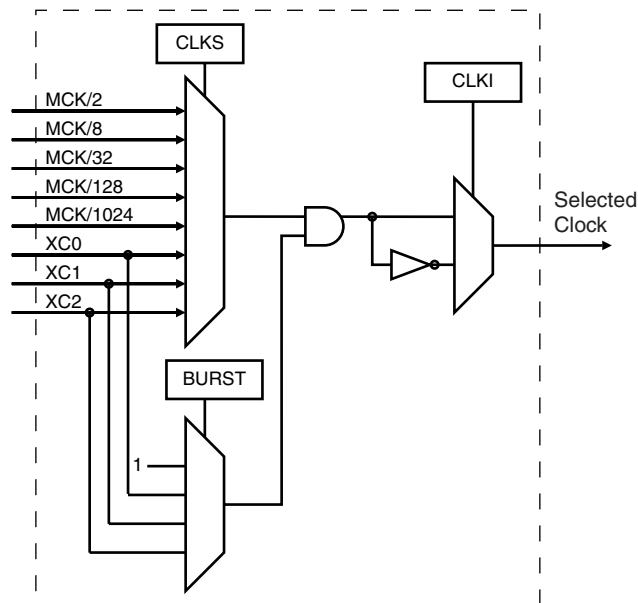 CLKS
CLKI
MCK/2
MCK/8
MCK/32
MCK/128
MCK/1024
XC0
XC1
XC2
Selected
Clock
BURST
1